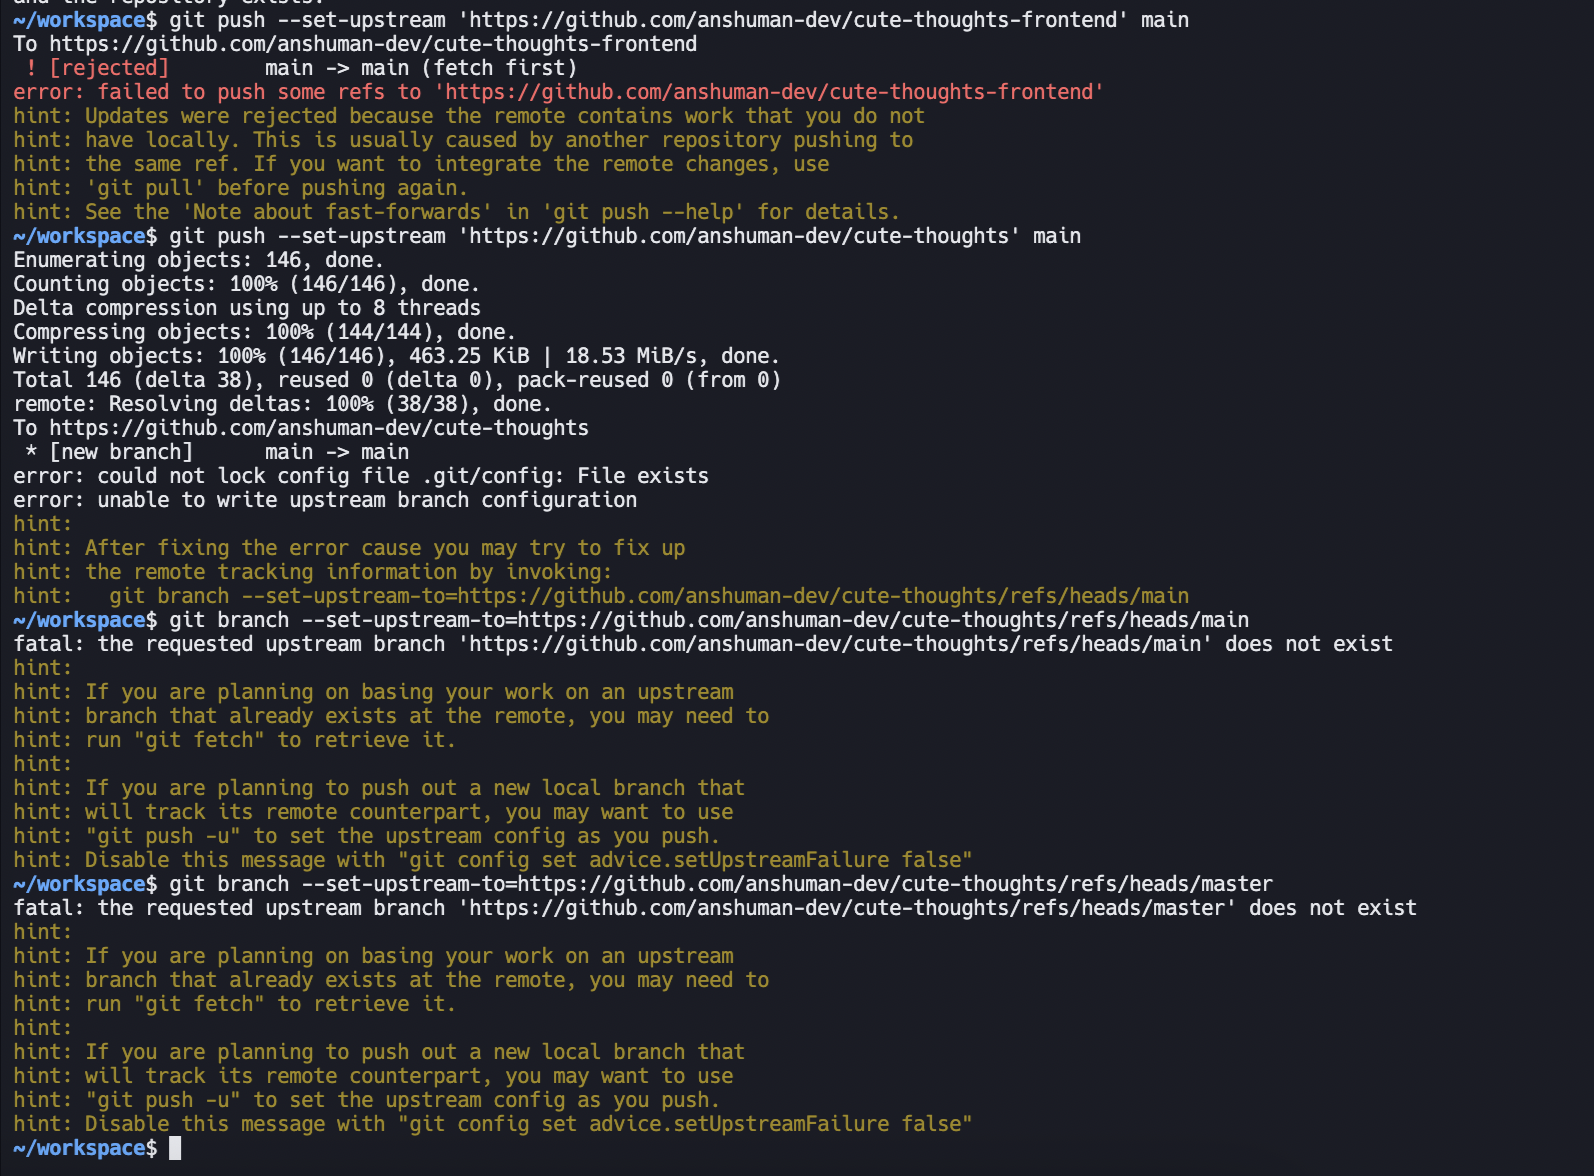 and the repository exists.
~/workspace$ git push --set-upstream 'https://github.com/anshuman-dev/cute-thoughts-frontend' main
To https://github.com/anshuman-dev/cute-thoughts-frontend
 ! [rejected]        main -> main (fetch first)
error: failed to push some refs to 'https://github.com/anshuman-dev/cute-thoughts-frontend'
hint: Updates were rejected because the remote contains work that you do not
hint: have locally. This is usually caused by another repository pushing to
hint: the same ref. If you want to integrate the remote changes, use
hint: 'git pull' before pushing again.
hint: See the 'Note about fast-forwards' in 'git push --help' for details.
~/workspace$ git push --set-upstream 'https://github.com/anshuman-dev/cute-thoughts' main
Enumerating objects: 146, done.
Counting objects: 100% (146/146), done.
Delta compression using up to 8 threads
Compressing objects: 100% (144/144), done.
Writing objects: 100% (146/146), 463.25 KiB | 18.53 MiB/s, done.
Total 146 (delta 38), reused 0 (delta 0), pack-reused 0 (from 0)
remote: Resolving deltas: 100% (38/38), done.
To https://github.com/anshuman-dev/cute-thoughts
 * [new branch]      main -> main
error: could not lock config file .git/config: File exists
error: unable to write upstream branch configuration
hint:
hint: After fixing the error cause you may try to fix up
hint: the remote tracking information by invoking:
hint:   git branch --set-upstream-to=https://github.com/anshuman-dev/cute-thoughts/refs/heads/main
~/workspace$ git branch --set-upstream-to=https://github.com/anshuman-dev/cute-thoughts/refs/heads/main
fatal: the requested upstream branch 'https://github.com/anshuman-dev/cute-thoughts/refs/heads/main' does not exist
hint:
hint: If you are planning on basing your work on an upstream
hint: branch that already exists at the remote, you may need to
hint: run "git fetch" to retrieve it.
hint:
hint: If you are planning to push out a new local branch that
hint: will track its remote counterpart, you may want to use
hint: "git push -u" to set the upstream config as you push.
hint: Disable this message with "git config set advice.setUpstreamFailure false"
~/workspace$ git branch --set-upstream-to=https://github.com/anshuman-dev/cute-thoughts/refs/heads/master
fatal: the requested upstream branch 'https://github.com/anshuman-dev/cute-thoughts/refs/heads/master' does not exist
hint:
hint: If you are planning on basing your work on an upstream
hint: branch that already exists at the remote, you may need to
hint: run "git fetch" to retrieve it.
hint:
hint: If you are planning to push out a new local branch that
hint: will track its remote counterpart, you may want to use
hint: "git push -u" to set the upstream config as you push.
hint: Disable this message with "git config set advice.setUpstreamFailure false"
~/workspace$